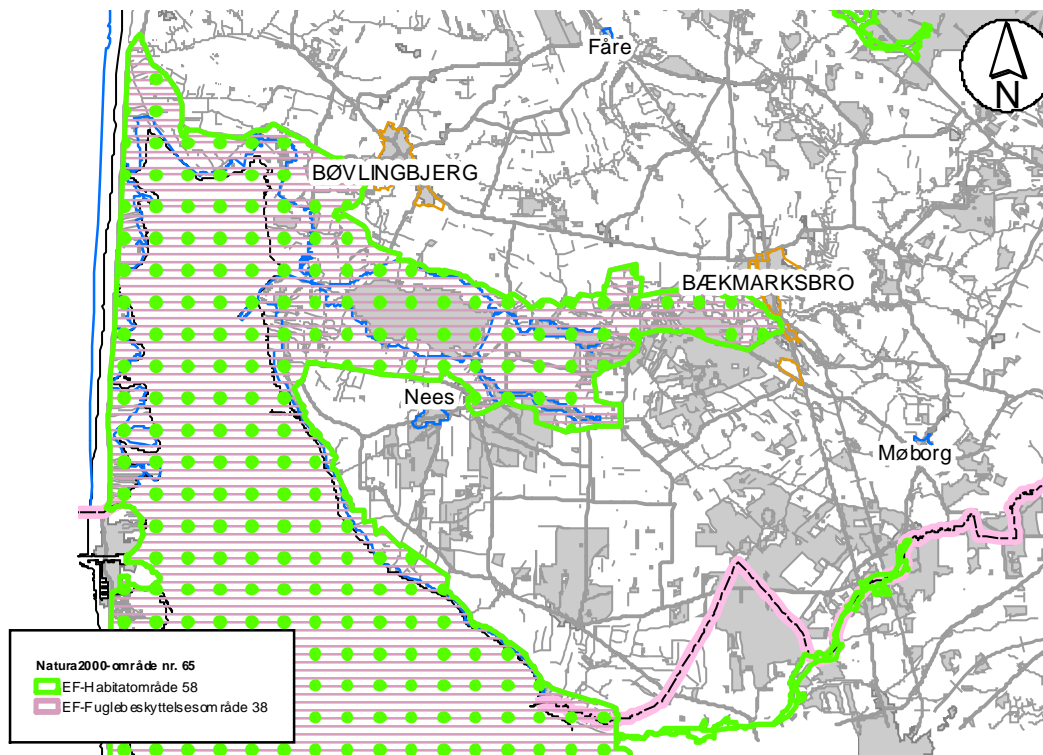 Fåre
N
BØVLINGBJERG
BÆKMARKSBRO
Nees
Møborg
Natura2000-område nr. 65
EF-Habitatområde 58
EF-Fuglebeskyttelsesområde 38